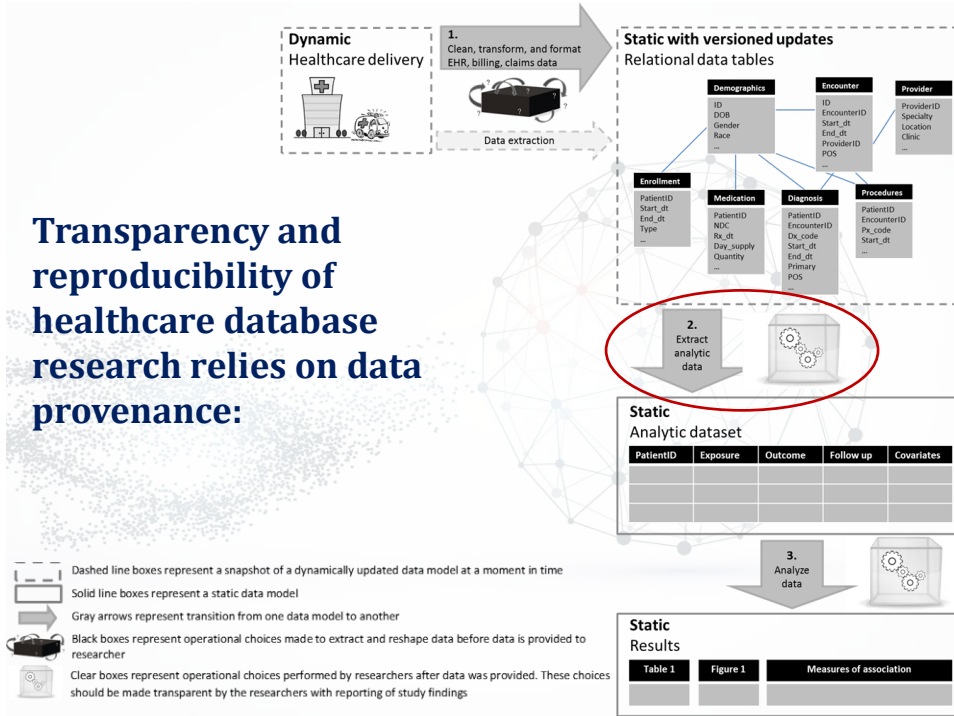 Dynamic
Healthcare delivery
1.
Clean, transform, and format
EHR, billing, claims data
? ? ? ? ?
Data extraction
Static with versioned updates
Relational data tables
Demographics
ID
DOB
Gender
Race
...
Encounter
ID
EncounterID
Start_dt
End_dt
ProviderID
POS
...
Provider
ProviderID
Specialty
Location
Clinic
...
Enrollment
PatientID
Start_dt
End_dt
Type
...
Medication
PatientID
NDC
Rx_dt
Day_supply
Quantity
...
Diagnosis
PatientID
EncounterID
Dx_code
Start_dt
End_dt
Primary
POS
...
Procedures
PatientID
EncounterID
Px_code
Start_dt
...
Transparency and
reproducibility of
healthcare database
research relies on data
provenance:
2.
Extract
analytic
data
Static
Analytic dataset
PatientID Exposure Outcome Follow up Covariates
3.
Analyze
data
Static
Results
Table 1 Figure 1 Measures of association
Dashed line boxes represent a snapshot of a dynamically updated data model at a moment in time
Solid line boxes represent a static data model
Gray arrows represent transition from one data model to another
Black boxes represent operational choices made to extract and reshape data before data is provided to
researcher
Clear boxes represent operational choices performed by researchers after data was provided. These choices
should be made transparent by the researchers with reporting of study findings